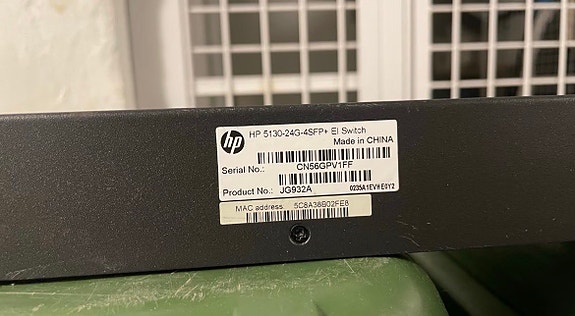 hp HP 5130-24G-4SFP+ EI Switch
Made in CHINA
Serial No.: CN56GPV1FF
Product No.: JG932A 0235A1EVHE0Y2
MAC address: 5C8A38B02FE8